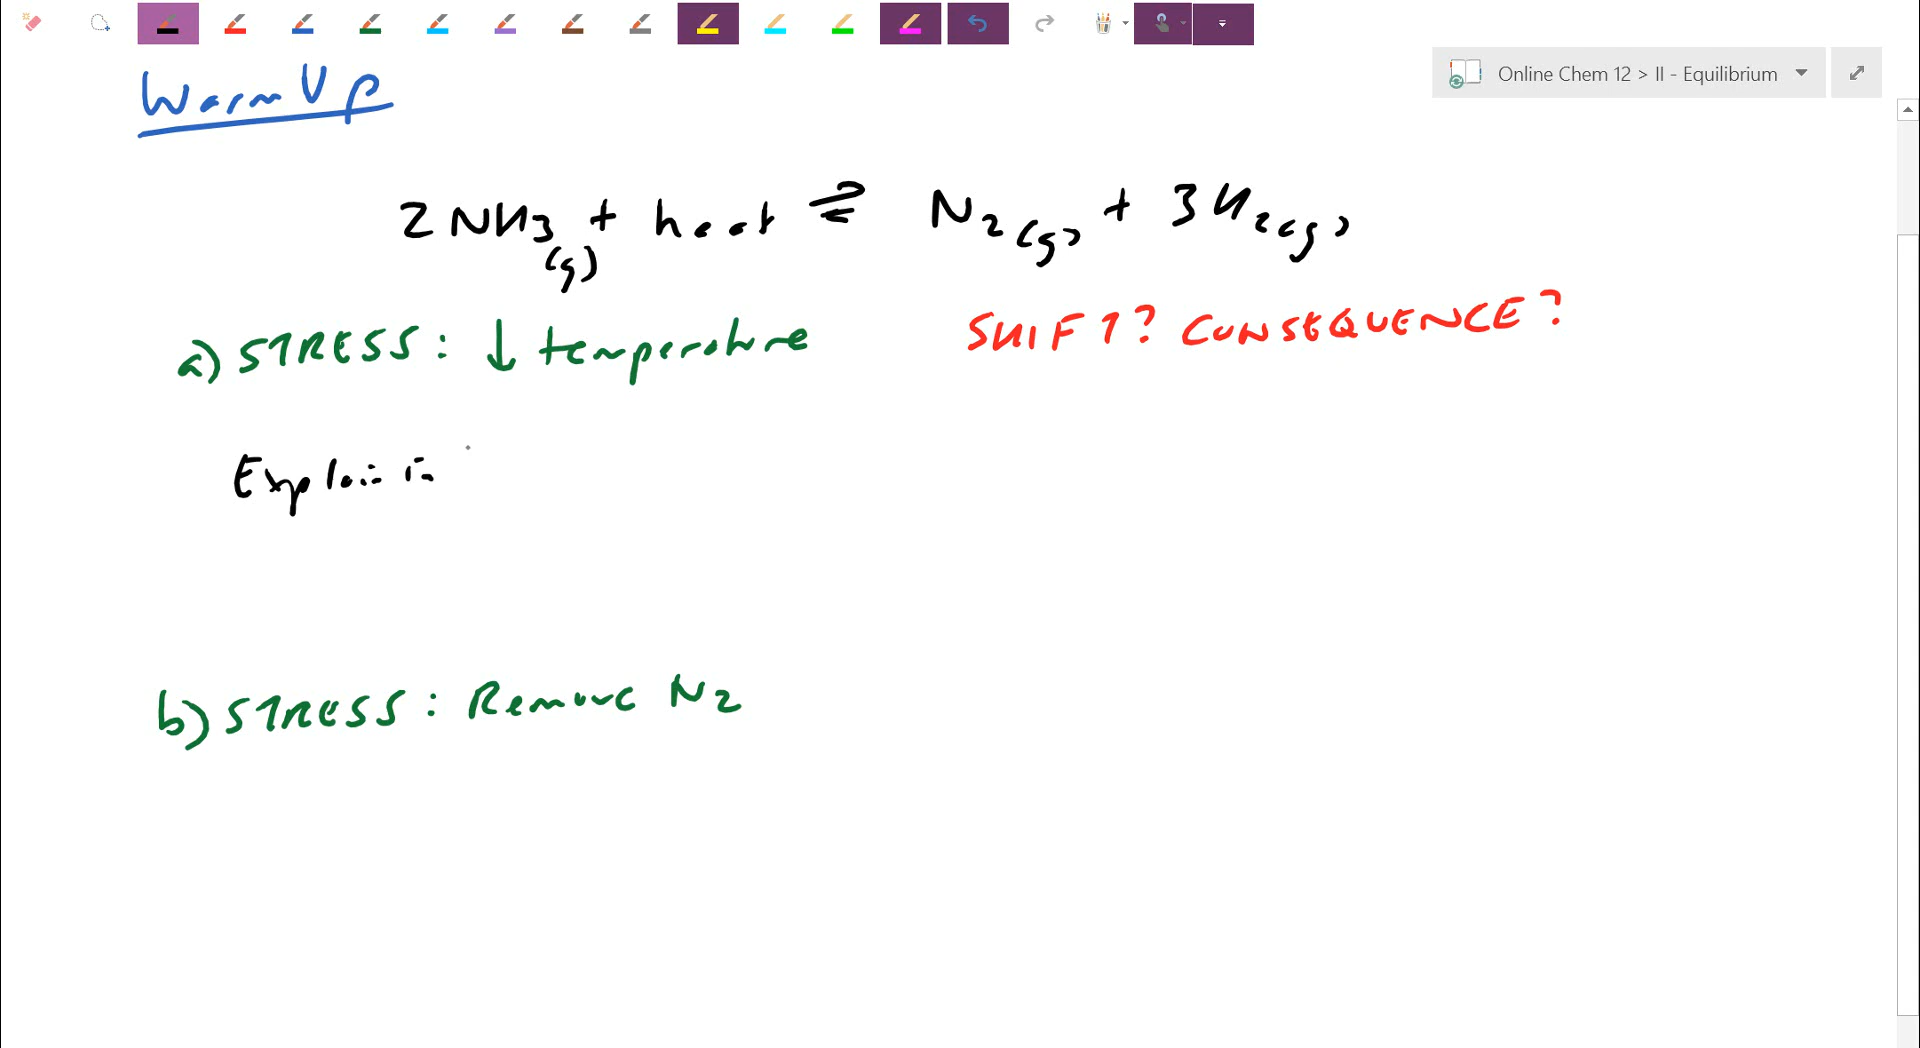 Online Chem 12 > II - Equilibrium
Warm Up
2NH3(g) + heat ⇌ N2(g) + 3H2(g)
a) STRESS: ↓ temperature SHIFT? CONSEQUENCE?
Explain in
b) STRESS: Remove N2